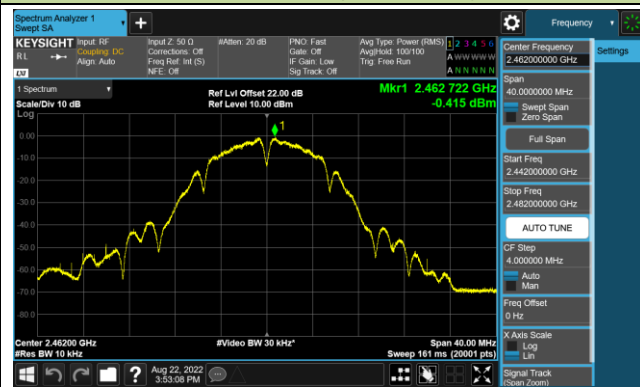 Spectrum Analyzer 1
Swept SA
Frequency
KEYSIGHT Input: RF Input Z: 50 Ω #Atten: 20 dB PNO: Fast Avg Type: Power (RMS) 1 2 3 4 5 6
RL Coupling: DC Corrections: Off Gate: Off Avg|Hold: 100/100 A W W W W W
Align: Auto Freq Ref: Int (S) IF Gain: Low Trig: Free Run
NFE: Off Sig Track: Off A N N N N N
LXI
Center Frequency
2.462000000 GHz
Settings
Span
40.0000000 MHz
Swept Span
Zero Span
Full Span
Start Freq
2.442000000 GHz
Stop Freq
2.482000000 GHz
AUTO TUNE
CF Step
4.000000 MHz
Auto
Man
Freq Offset
0 Hz
X Axis Scale
Log
Lin
Signal Track
(Span Zoom)
1 Spectrum
Scale/Div 10 dB
Log
Ref Lvl Offset 22.00 dB
Ref Level 10.00 dBm
Mkr1 2.462 722 GHz
-0.415 dBm
1
0.00
-10.0
-20.0
-30.0
-40.0
-50.0
-60.0
-70.0
-80.0
Center 2.46200 GHz #Video BW 30 kHz* Span 40.00 MHz
#Res BW 10 kHz Sweep 161 ms (20001 pts)
Aug 22, 2022
3:53:08 PM